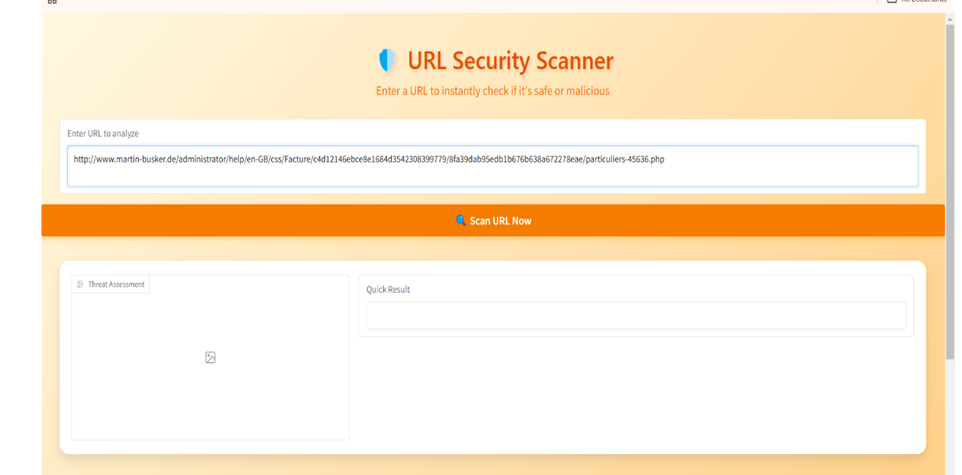 URL Security Scanner
Enter a URL to instantly check if it's safe or malicious
Enter URL to analyze
http://www.martin-busker.de/administrator/help/en-GB/css/Facture/c4d12146ebce8e1684d3542308399779/8fa39dab95edb1b676b638a672278eae/particuliers-45636.php
Scan URL Now
Threat Assessment
Quick Result